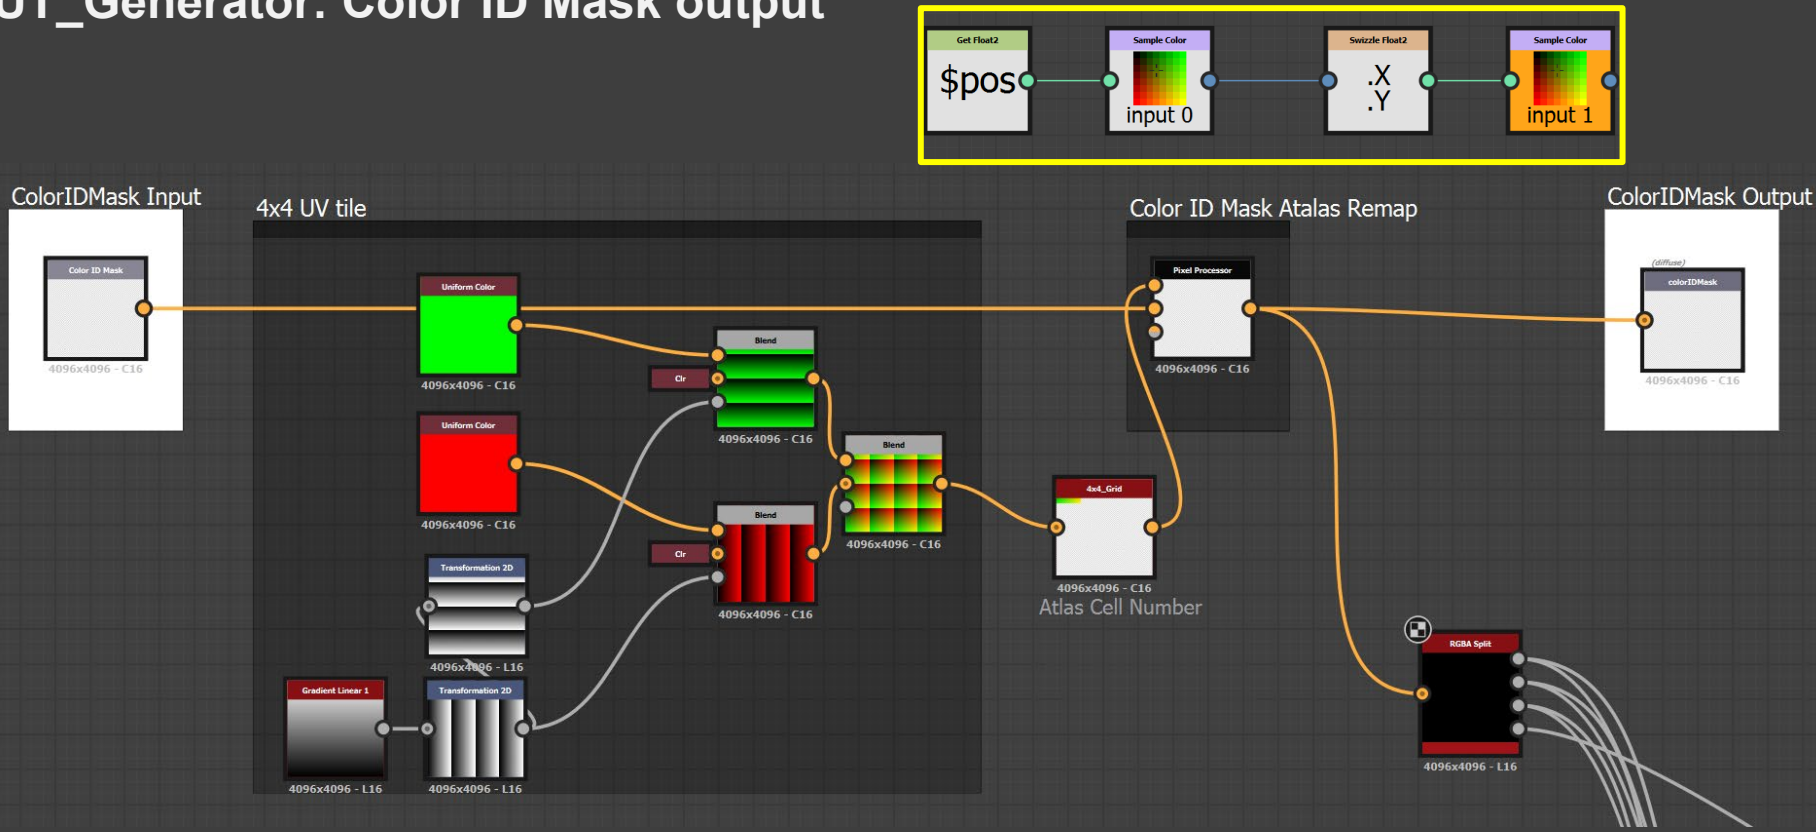 _Generator: Color ID Mask output
Get Float2
$pos
Sample Color
input 0
Swizzle Float2
.X
.Y
Sample Color
input 1
ColorIDMask Input
Color ID Mask
4096x4096 - C16
4x4 UV tile
Uniform Color
4096x4096 - C16
Uniform Color
4096x4096 - C16
Transformation 2D
4096x4096 - L16
Gradient Linear 1
4096x4096 - L16
Transformation 2D
4096x4096 - L16
Blend
Clr
4096x4096 - C16
Blend
Clr
4096x4096 - C16
Blend
4096x4096 - C16
4x4_Grid
4096x4096 - C16
Atlas Cell Number
Color ID Mask Atalas Remap
Pixel Processor
4096x4096 - C16
ColorIDMask Output
(diffuse)
colorIDMask
4096x4096 - C16
RGBA Split
4096x4096 - L16